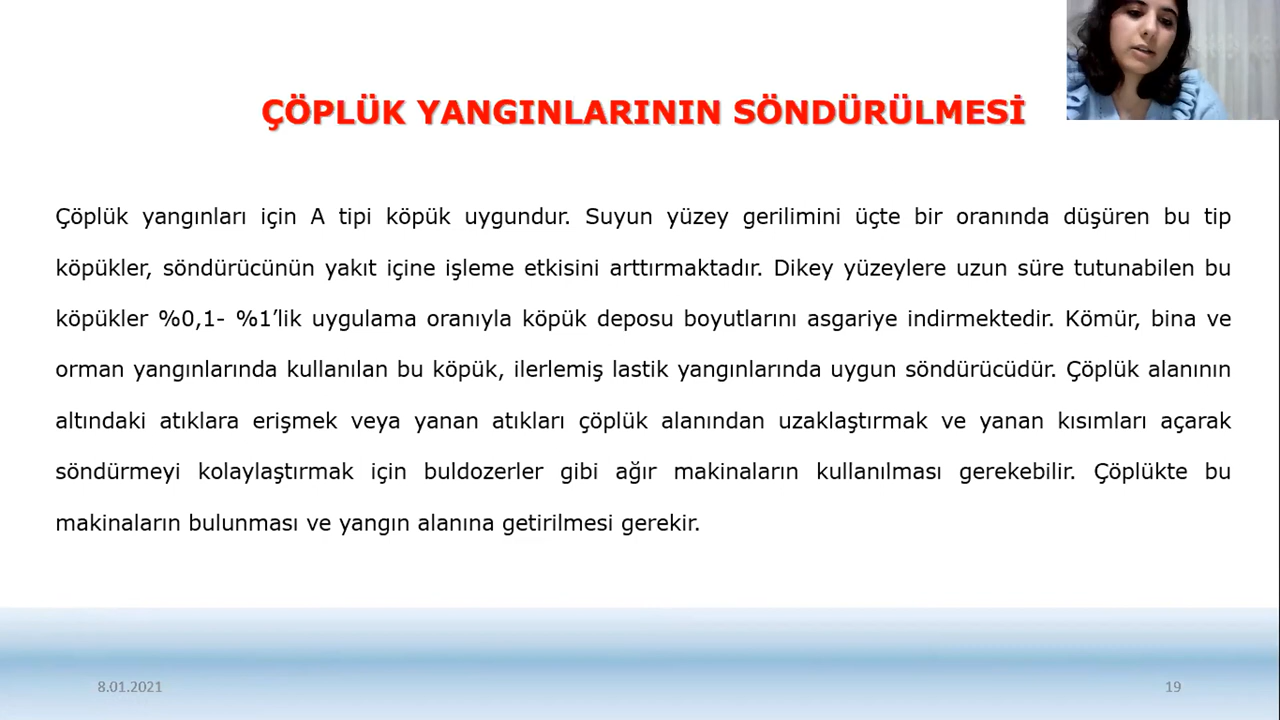 ÇÖPLÜK YANGINLARININ SÖNDÜRÜLMESİ
Çöplük yangınları için A tipi köpük uygundur. Suyun yüzey gerilimini üçte bir oranında düşüren bu tip
köpükler, söndürücünün yakıt içine işleme etkisini arttırmaktadır. Dikey yüzeylere uzun süre tutunabilen bu
köpükler %0,1- %1’lik uygulama oranıyla köpük deposu boyutlarını asgariye indirmektedir. Kömür, bina ve
orman yangınlarında kullanılan bu köpük, ilerlemiş lastik yangınlarında uygun söndürücüdür. Çöplük alanının
altındaki atıklara erişmek veya yanan atıkları çöplük alanından uzaklaştırmak ve yanan kısımları açarak
söndürmeyi kolaylaştırmak için buldozerler gibi ağır makinaların kullanılması gerekebilir. Çöplükte bu
makinaların bulunması ve yangın alanına getirilmesi gerekir.
8.01.2021
19